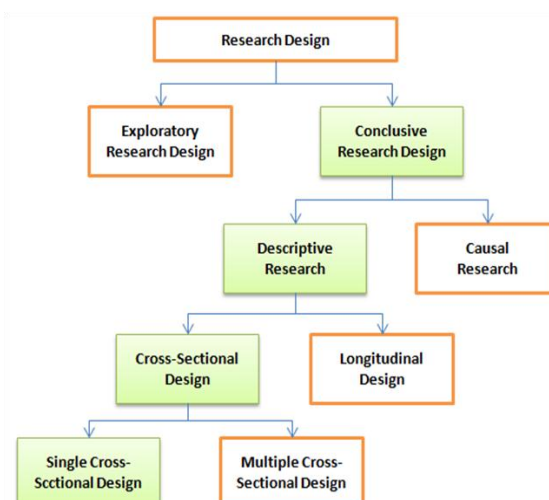 Research Design
Exploratory
Research Design
Conclusive
Research Design
Descriptive
Research
Causal
Research
Cross-Sectional
Design
Longitudinal
Design
Single Cross-
Scctional Design
Multiple Cross-
Sectional Design